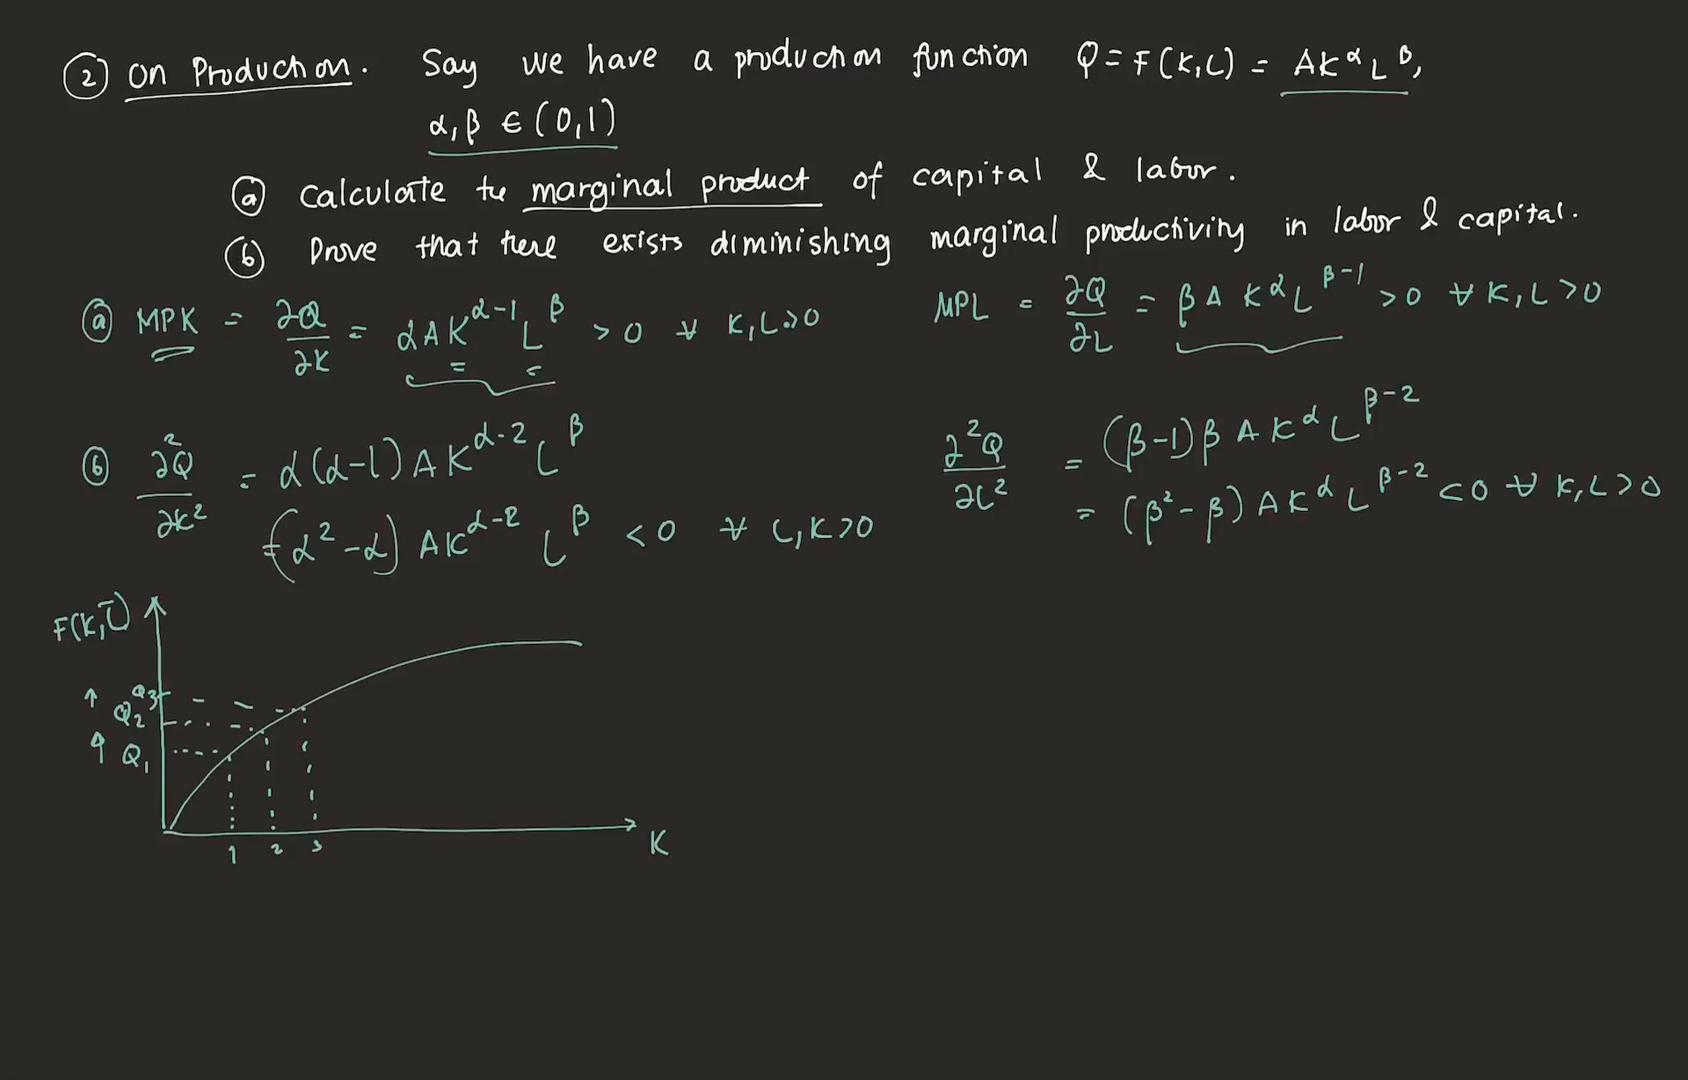 ② On Production. Say we have a production function Q = F(K,L) = AK^α L^β,
α,β ∈ (0,1)
ⓐ Calculate the marginal product of capital & labor.
ⓑ Prove that there exists diminishing marginal productivity in labor & capital.
ⓐ MPK = ∂Q/∂K = αAK^(α-1) L^β > 0 ∀ K,L>0
MPL = ∂Q/∂L = βAK^α L^(β-1) > 0 ∀ K,L>0
ⓑ ∂²Q/∂K² = α(α-1)AK^(α-2) L^β
= (α²-α) AK^(α-2) L^β < 0 ∀ L,K>0
∂²Q/∂L² = (β-1)βAK^α L^(β-2)
= (β²-β) AK^α L^(β-2) < 0 ∀ K,L>0
F(K,L̄)
↑ Q3
Q2
↑ Q1
1 2 3
K